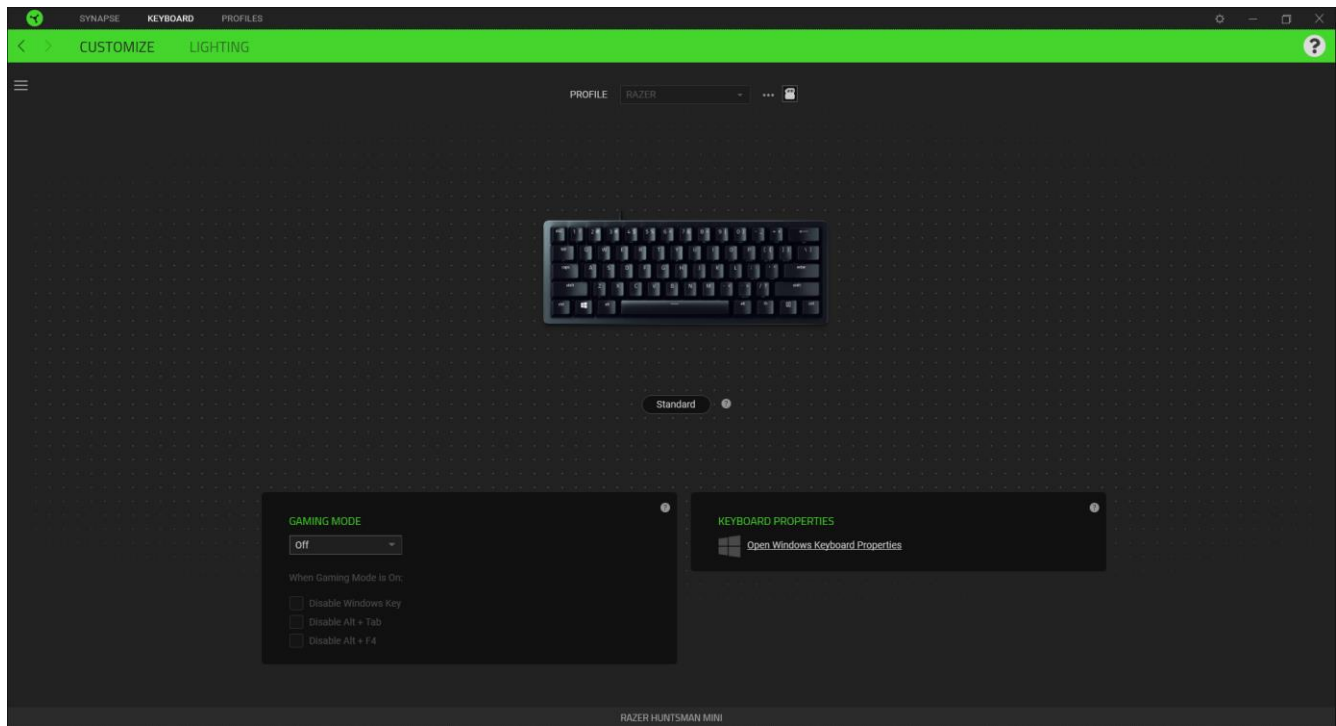 SYNAPSE KEYBOARD PROFILES
CUSTOMIZE LIGHTING
?
PROFILE RAZER
Standard ?
GAMING MODE ?
Off
When Gaming Mode is On:
Disable Windows Key
Disable Alt + Tab
Disable Alt + F4
KEYBOARD PROPERTIES ?
Open Windows Keyboard Properties
RAZER HUNTSMAN MINI